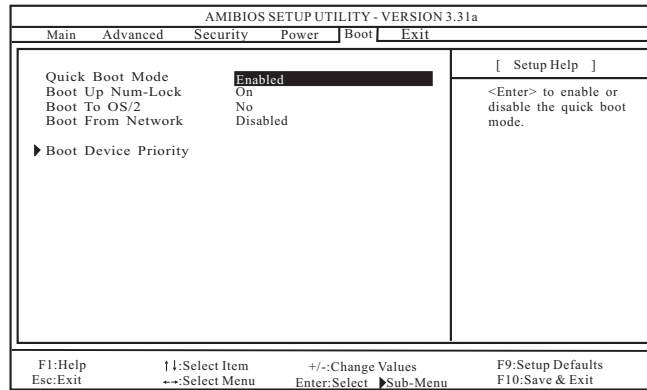 AMIBIOS SETUP UTILITY - VERSION 3.31a
Main Advanced Security Power Boot Exit
Quick Boot Mode Enabled
Boot Up Num-Lock On
Boot To OS/2 No
Boot From Network Disabled
▶ Boot Device Priority
[ Setup Help ]
<Enter> to enable or
disable the quick boot
mode.
F1:Help ↑↓:Select Item +/-:Change Values F9:Setup Defaults
Esc:Exit ←→:Select Menu Enter:Select ▶Sub-Menu F10:Save & Exit